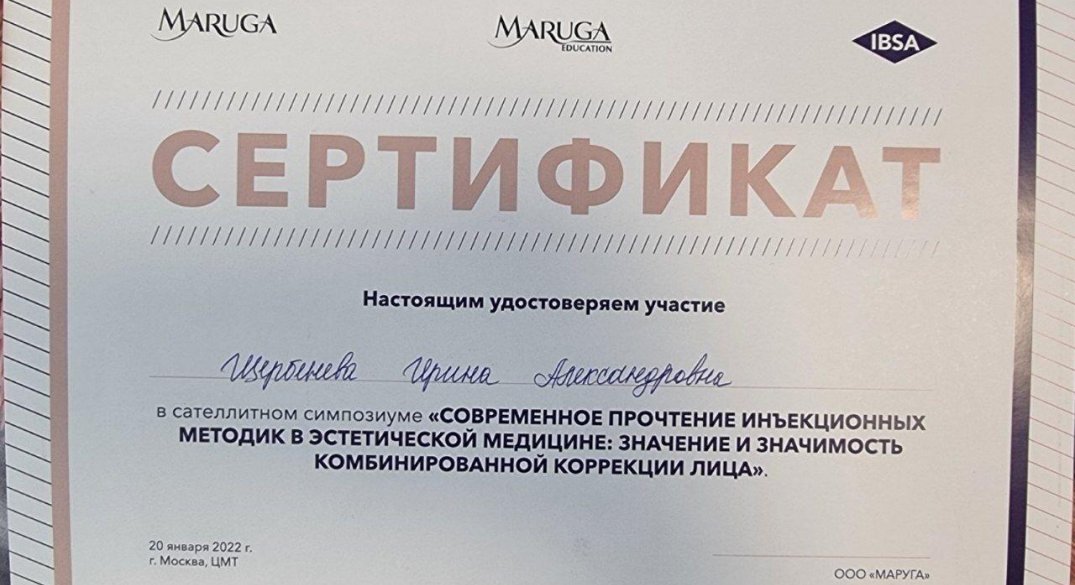 MARUGA
MARUGA
EDUCATION
IBSA
СЕРТИФИКАТ
Настоящим удостоверяем участие
Щербенева Ирина Александровна
в сателлитном симпозиуме «СОВРЕМЕННОЕ ПРОЧТЕНИЕ ИНЪЕКЦИОННЫХ
МЕТОДИК В ЭСТЕТИЧЕСКОЙ МЕДИЦИНЕ: ЗНАЧЕНИЕ И ЗНАЧИМОСТЬ
КОМБИНИРОВАННОЙ КОРРЕКЦИИ ЛИЦА».
20 января 2022 г.
г. Москва, ЦМТ
ООО «МАРУГА»